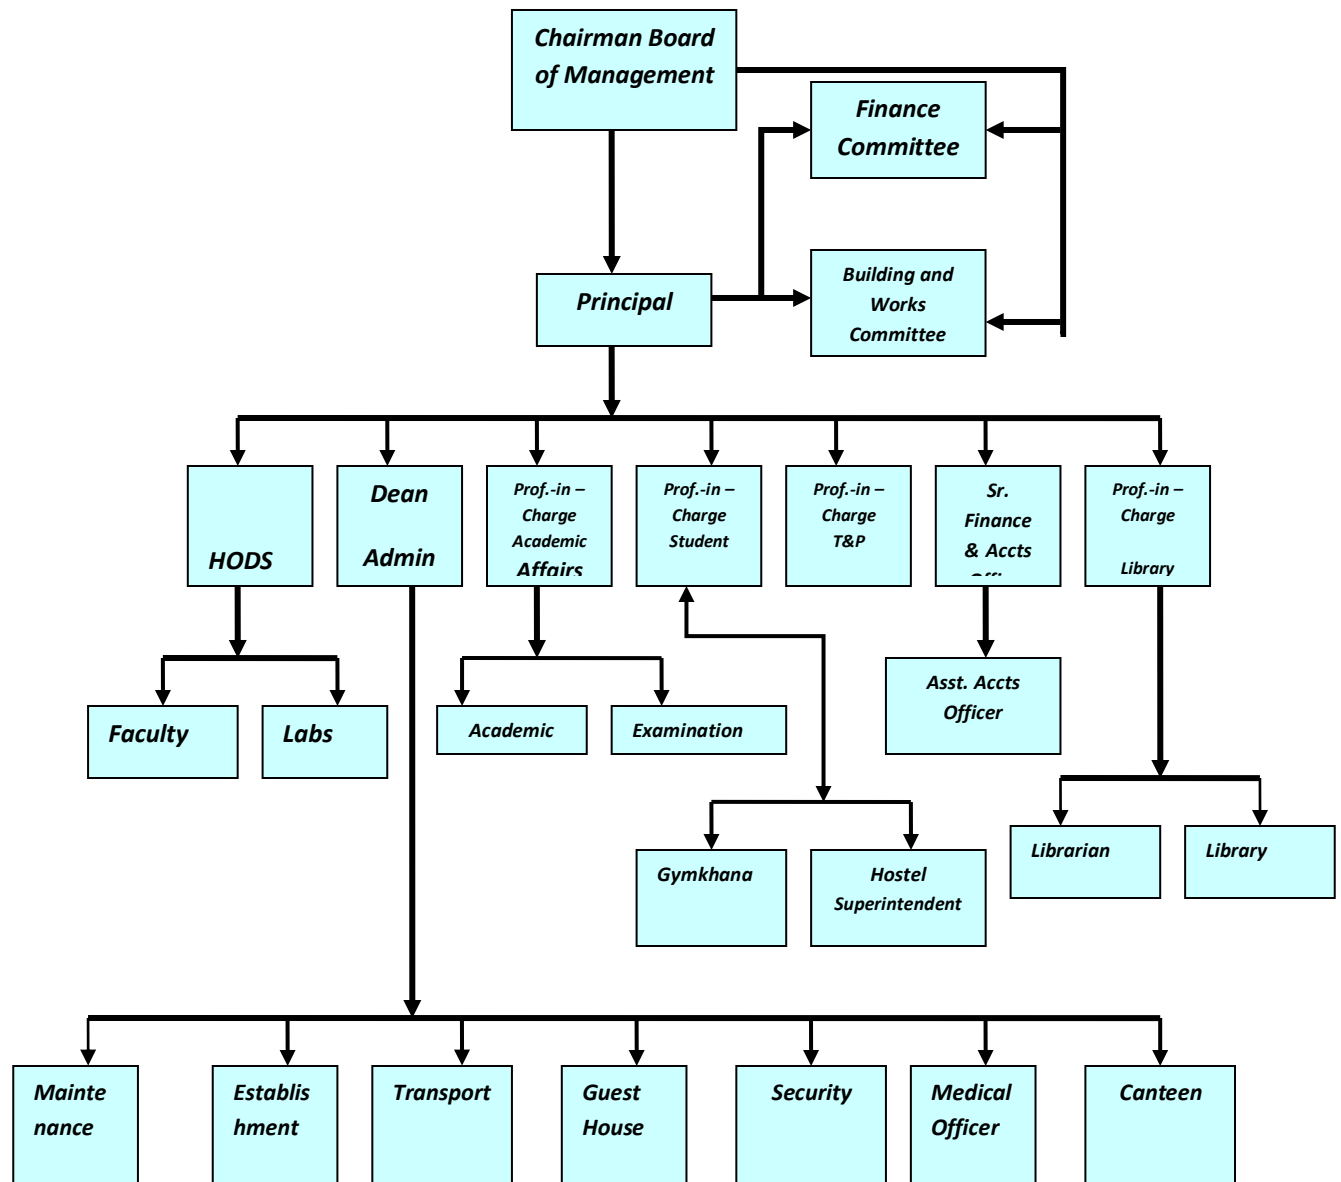 Chairman Board
of Management
Finance
Committee
Building and
Works
Committee
Principal
HODS
Dean
Admin
Prof.-in –
Charge
Academic
Affairs
Prof.-in –
Charge
Student
Prof.-in –
Charge
T&P
Sr.
Finance
& Accts
Prof.-in –
Charge
Library
Faculty
Labs
Academic
Examination
Asst. Accts
Officer
Gymkhana
Hostel
Superintendent
Librarian
Library
Mainte
nance
Establis
hment
Transport
Guest
House
Security
Medical
Officer
Canteen